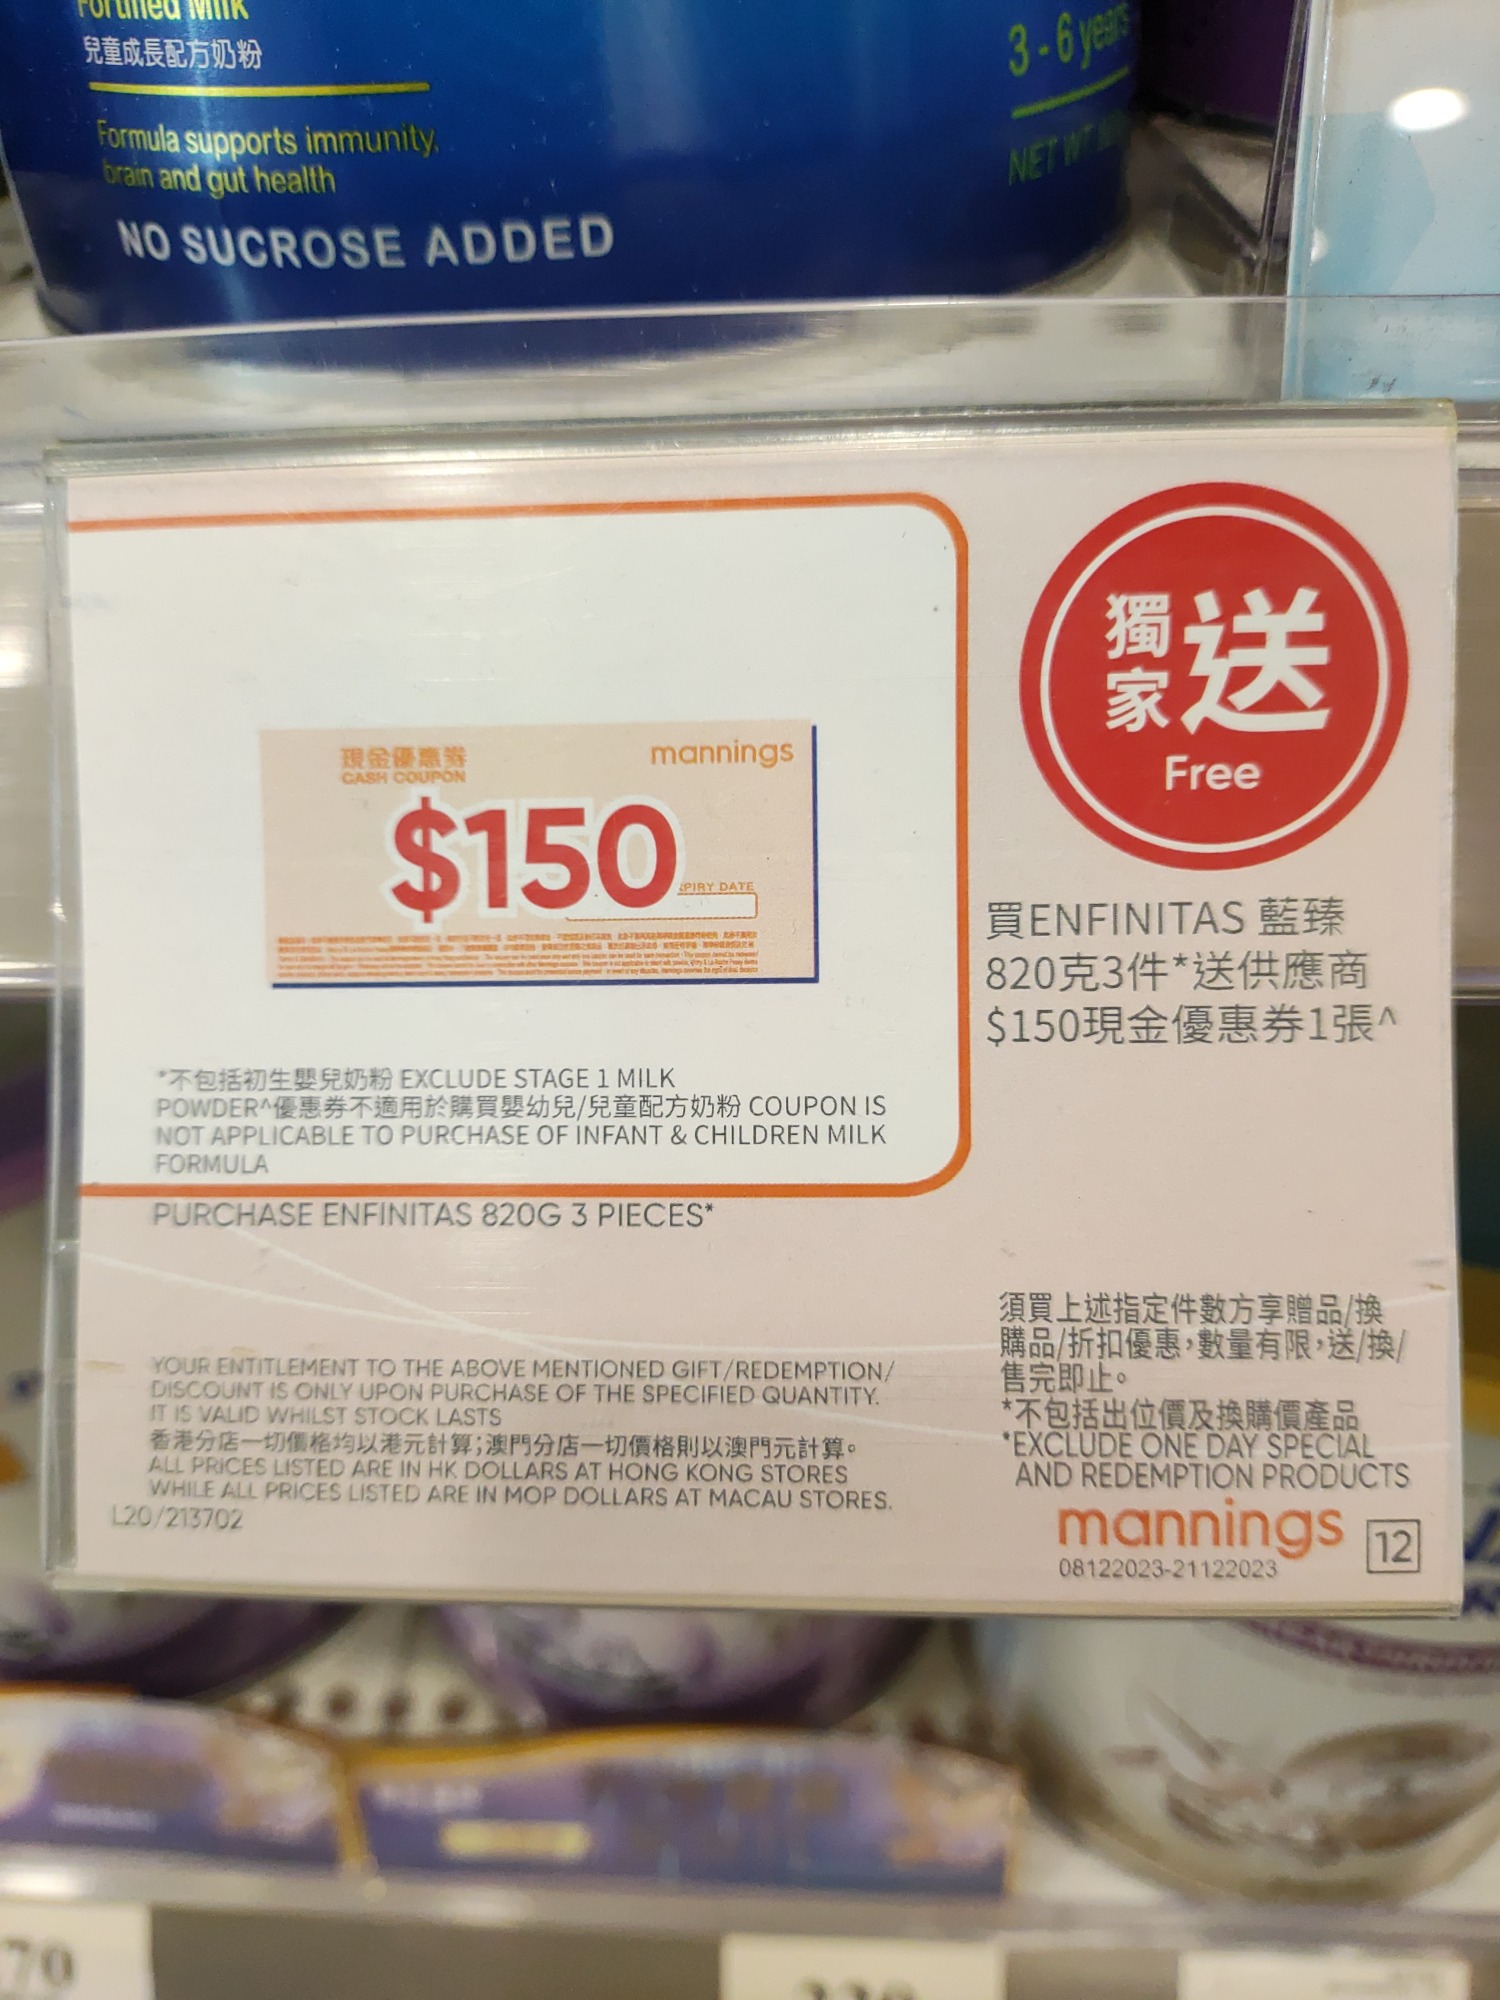 Fortified Milk
兒童成長配方奶粉
Formula supports immunity,
brain and gut health
NO SUCROSE ADDED
3 - 6 years
NET WT.
獨家送
Free
現金優惠券
CASH COUPON
mannings
$150
PIRY DATE
買ENFINITAS 藍臻
820克3件*送供應商
$150現金優惠券1張^
*不包括初生嬰兒奶粉 EXCLUDE STAGE 1 MILK
POWDER^優惠券不適用於購買嬰幼兒/兒童配方奶粉 COUPON IS
NOT APPLICABLE TO PURCHASE OF INFANT & CHILDREN MILK
FORMULA
PURCHASE ENFINITAS 820G 3 PIECES*
須買上述指定件數方享贈品/換
購品/折扣優惠，數量有限，送/換/
售完即止。
*不包括出位價及換購價產品
*EXCLUDE ONE DAY SPECIAL
AND REDEMPTION PRODUCTS
YOUR ENTITLEMENT TO THE ABOVE MENTIONED GIFT/REDEMPTION/
DISCOUNT IS ONLY UPON PURCHASE OF THE SPECIFIED QUANTITY.
IT IS VALID WHILST STOCK LASTS
香港分店一切價格均以港元計算；澳門分店一切價格則以澳門元計算。
ALL PRICES LISTED ARE IN HK DOLLARS AT HONG KONG STORES
WHILE ALL PRICES LISTED ARE IN MOP DOLLARS AT MACAU STORES.
L20/213702
mannings
12
08122023-21122023
70